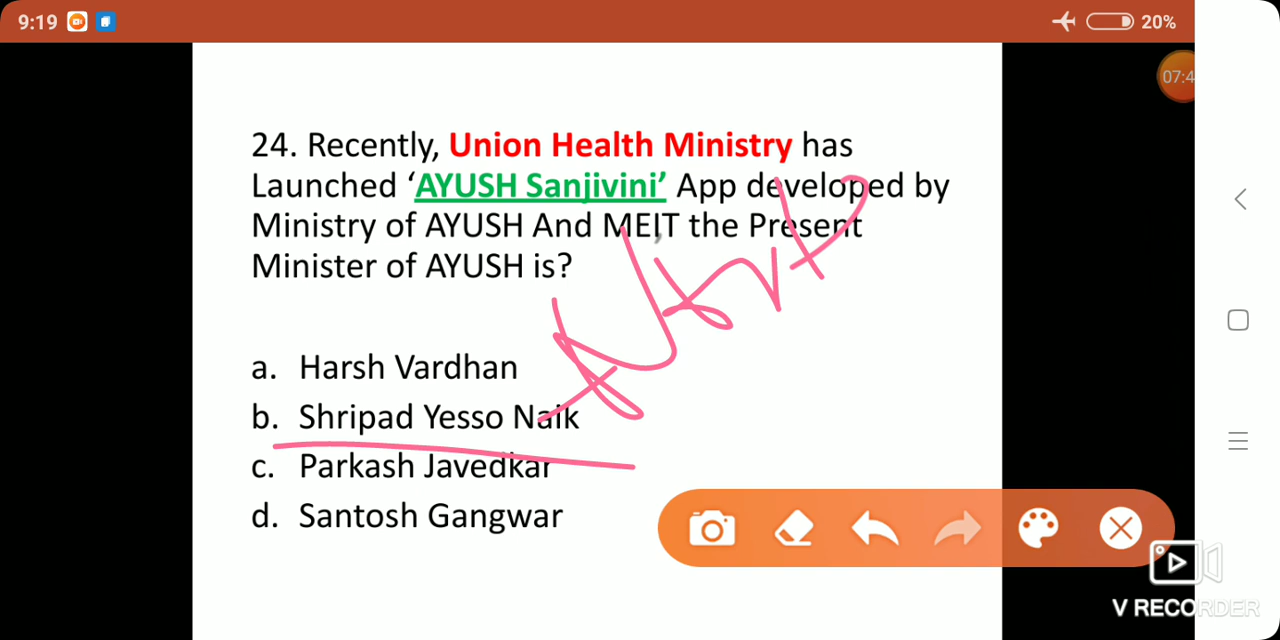 9:19
20%
07:4
24. Recently, Union Health Ministry has
Launched ‘AYUSH Sanjivini’ App developed by
Ministry of AYUSH And MEIT the Present
Minister of AYUSH is?
a. Harsh Vardhan
b. Shripad Yesso Naik
c. Parkash Javedkar
d. Santosh Gangwar
V RECORDER